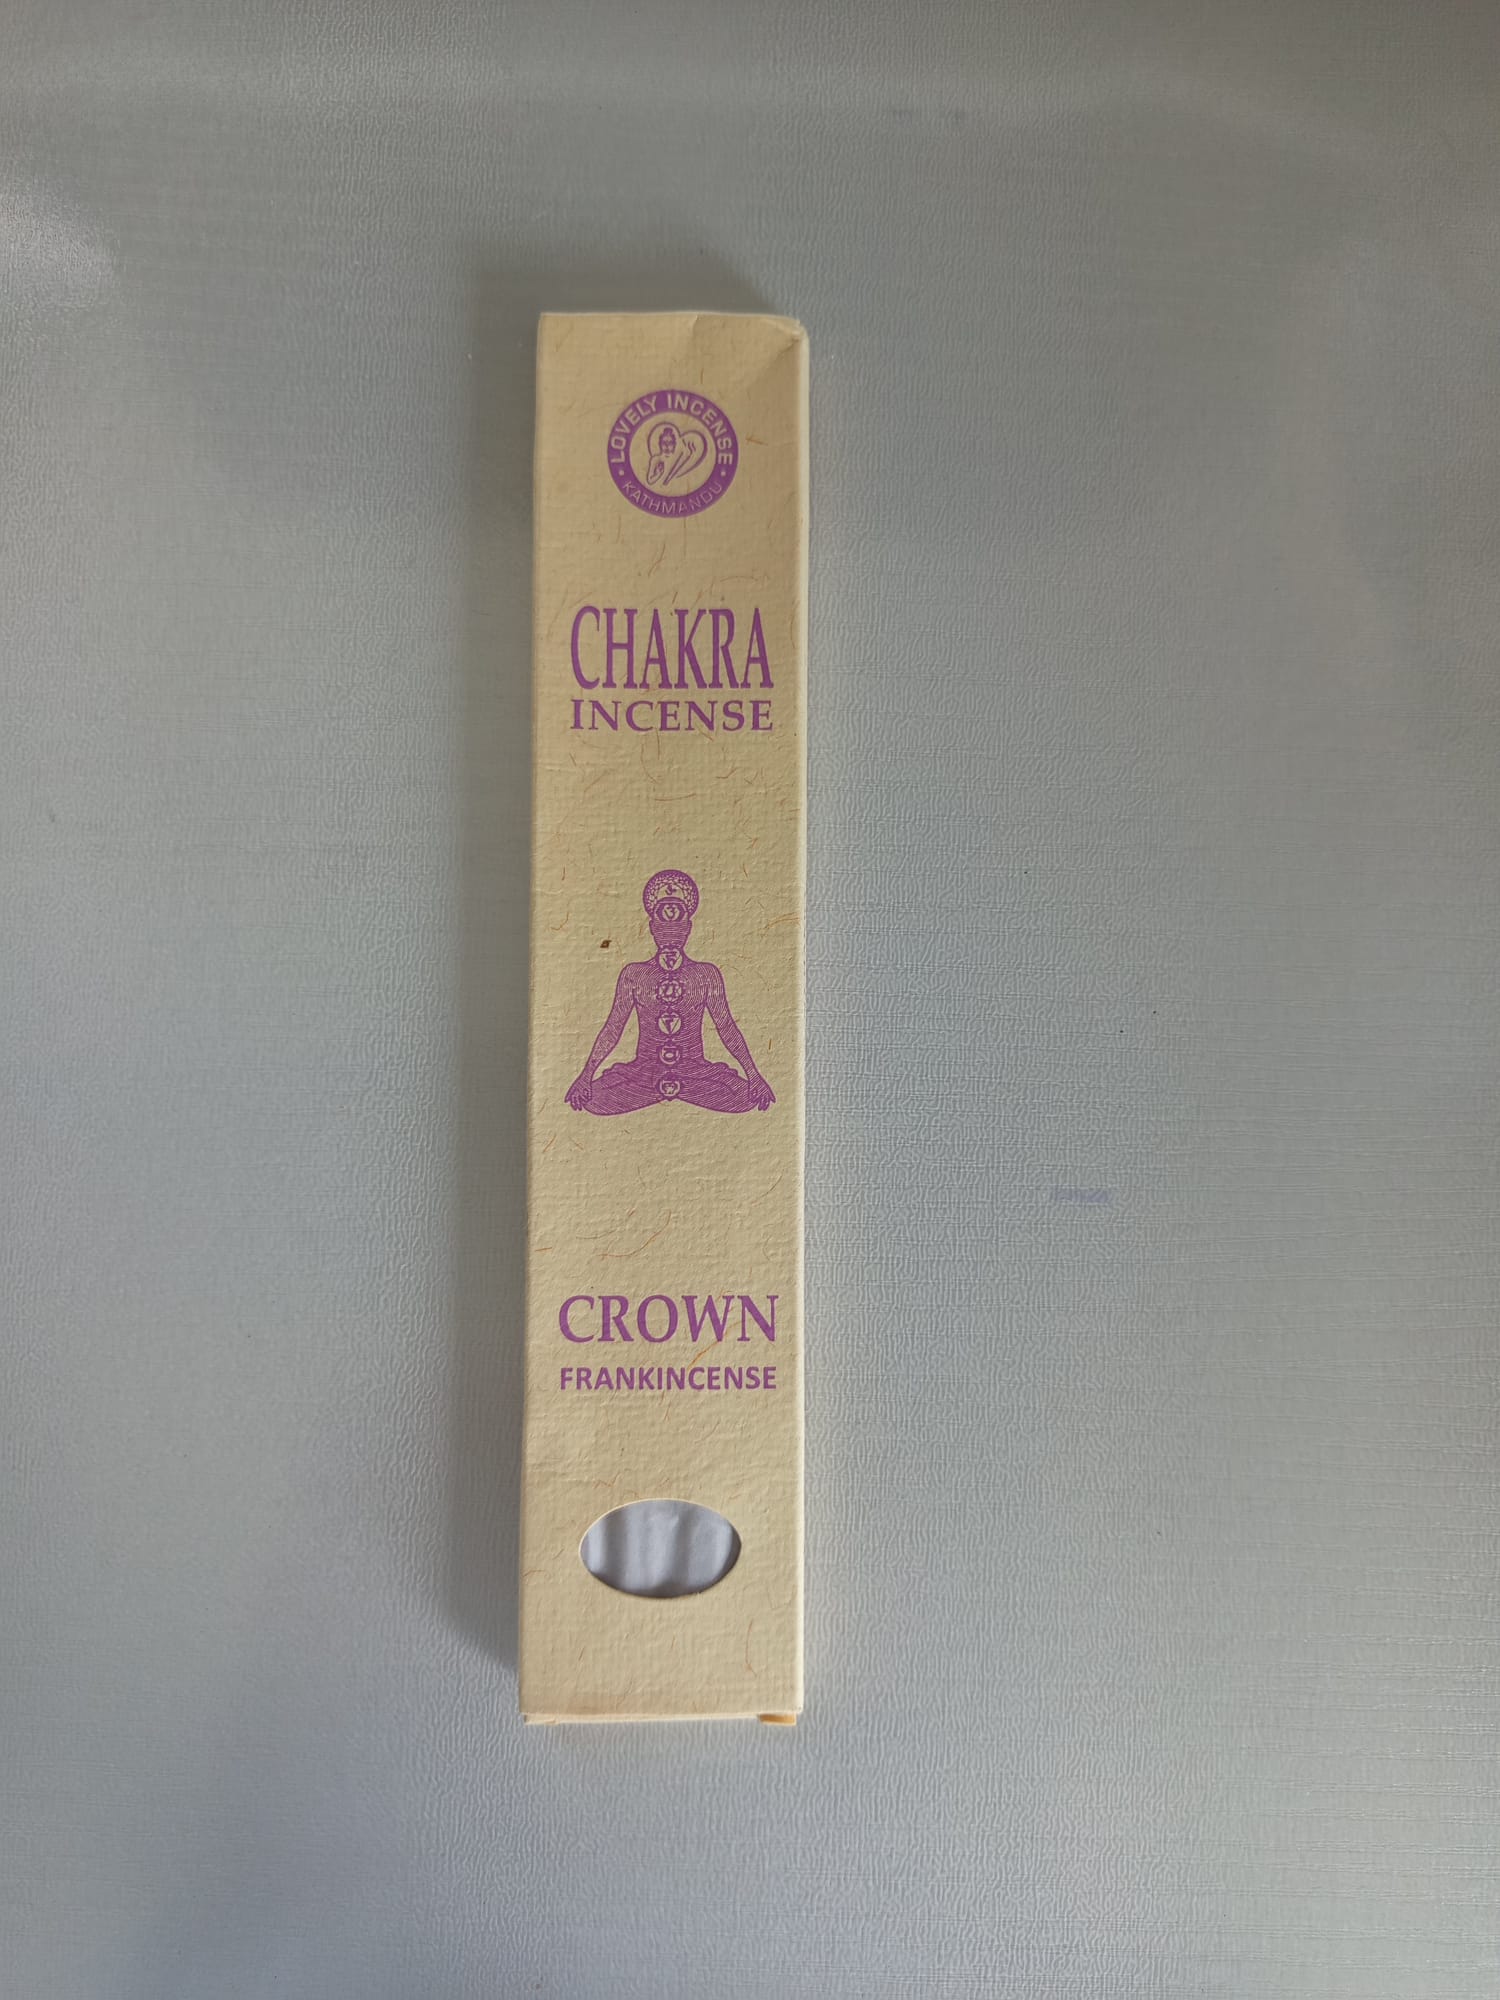 LOVELY INCENSE
KATHMANDU
CHAKRA
INCENSE
CROWN
FRANKINCENSE